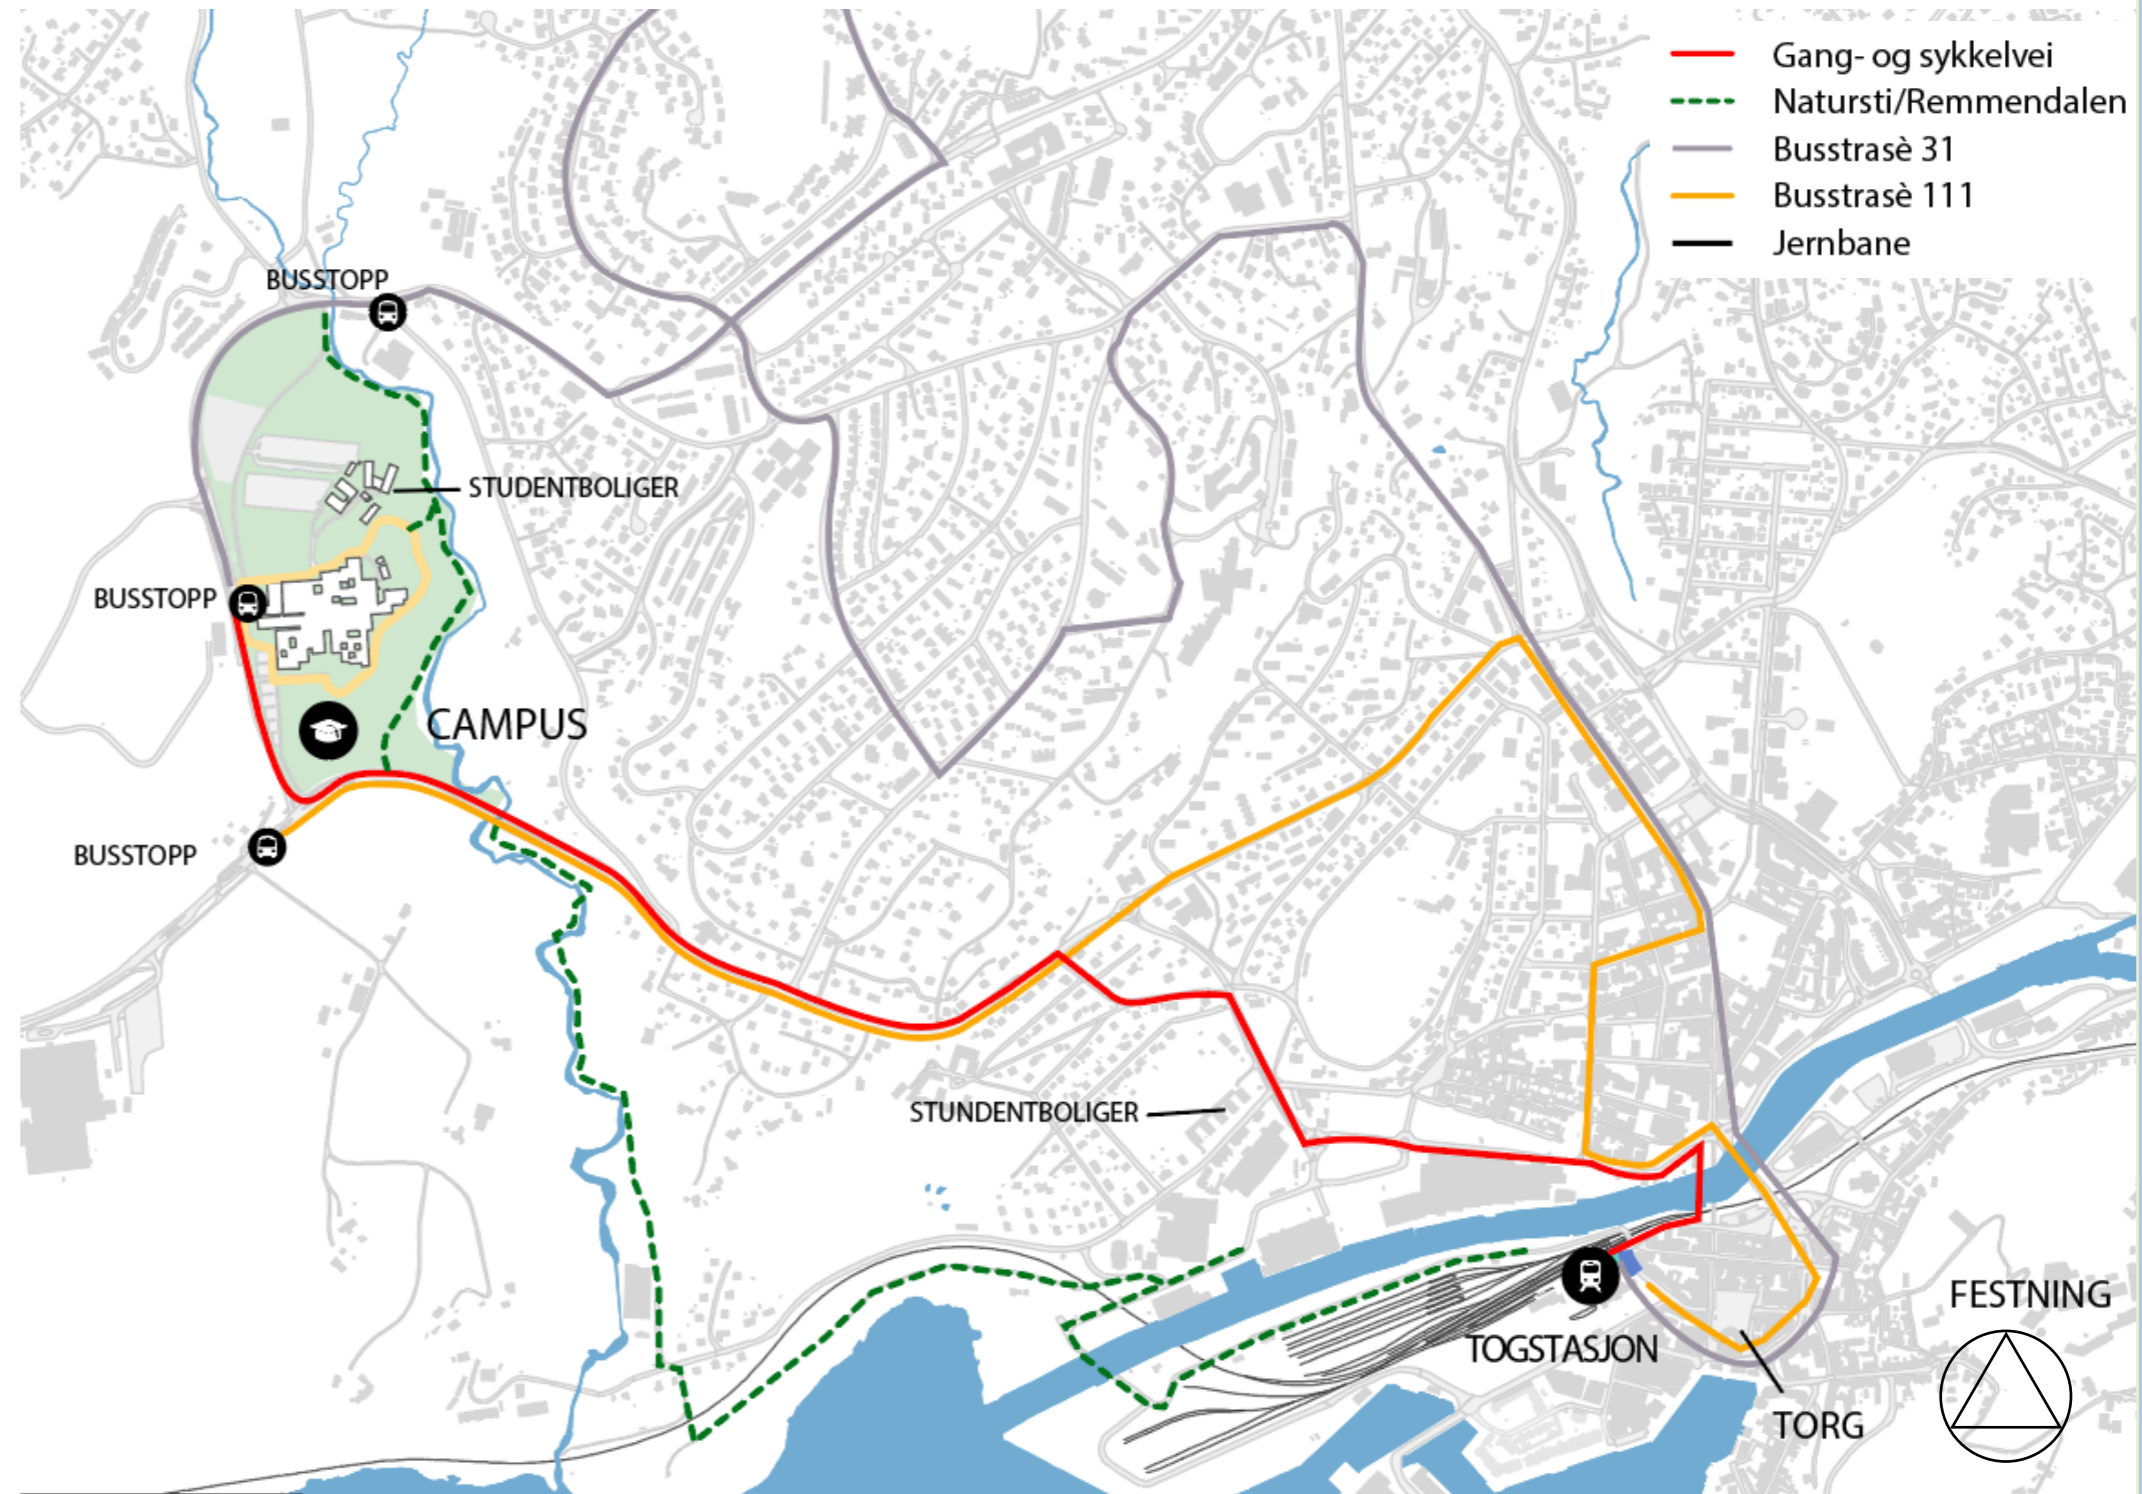 Gang- og sykkelvei
Natursti/Remmendalen
Busstrasè 31
Busstrasè 111
Jernbane
BUSSTOPP
STUDENTBOLIGER
BUSSTOPP
CAMPUS
BUSSTOPP
STUNDENTBOLIGER
FESTNING
TOGSTASJON
TORG